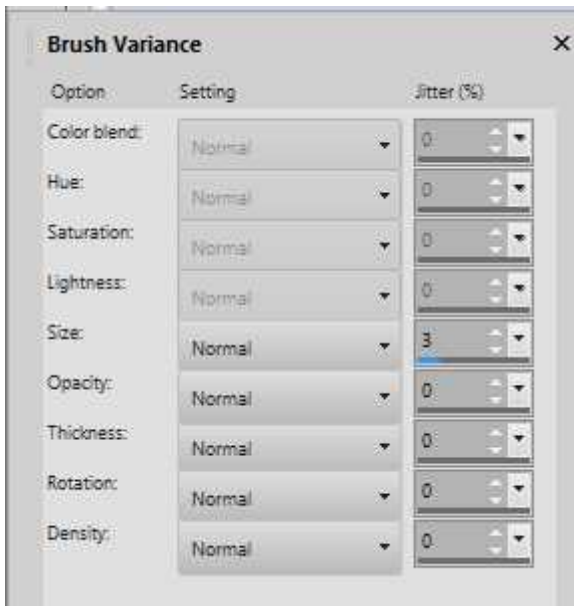 Brush Variance
Option Setting Jitter (%)
Color blend: Normal 0
Hue: Normal 0
Saturation: Normal 0
Lightness: Normal 0
Size: Normal 3
Opacity: Normal 0
Thickness: Normal 0
Rotation: Normal 0
Density: Normal 0